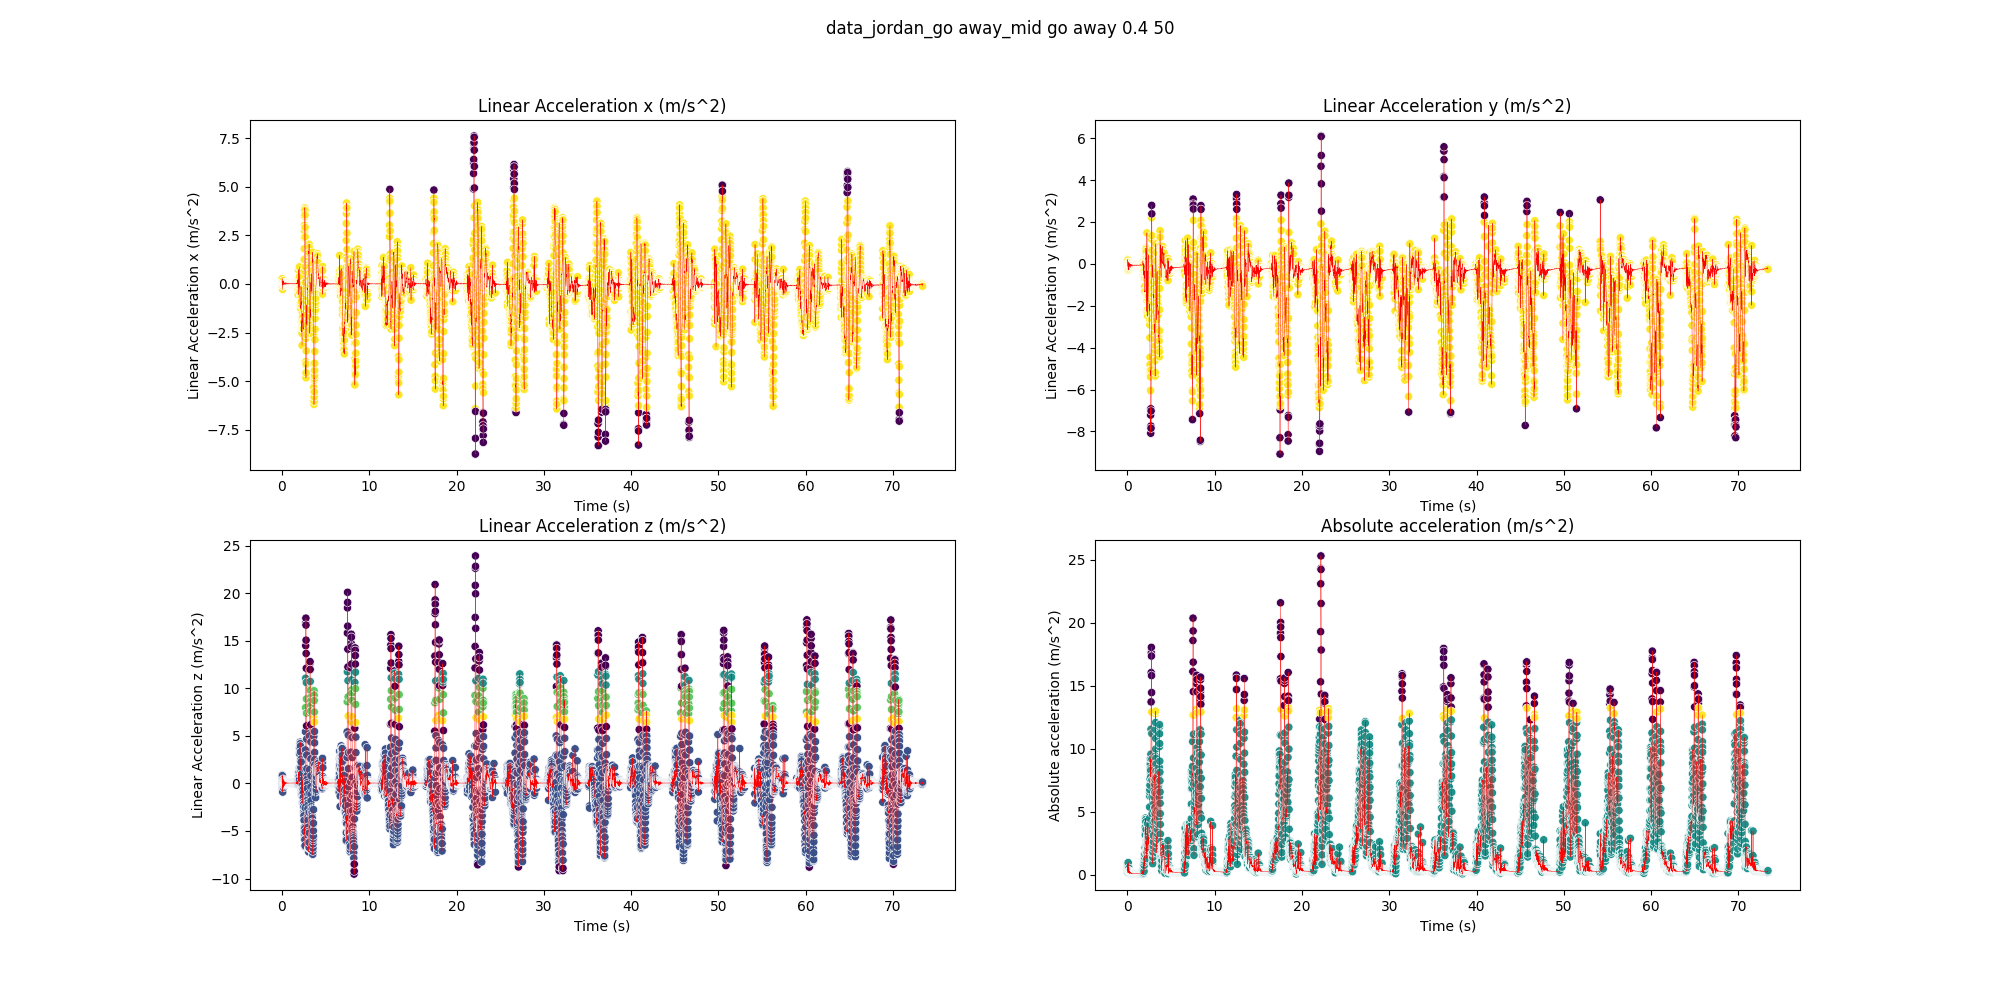 data_jordan_go away_mid go away 0.4 50
Linear Acceleration x (m/s^2)
Linear Acceleration x (m/s^2)
7.5
5.0
2.5
0.0
−2.5
−5.0
−7.5
0 10 20 30 40 50 60 70
Time (s)
Linear Acceleration y (m/s^2)
Linear Acceleration y (m/s^2)
6
4
2
0
−2
−4
−6
−8
0 10 20 30 40 50 60 70
Time (s)
Linear Acceleration z (m/s^2)
Linear Acceleration z (m/s^2)
25
20
15
10
5
0
−5
−10
0 10 20 30 40 50 60 70
Time (s)
Absolute acceleration (m/s^2)
Absolute acceleration (m/s^2)
25
20
15
10
5
0
0 10 20 30 40 50 60 70
Time (s)